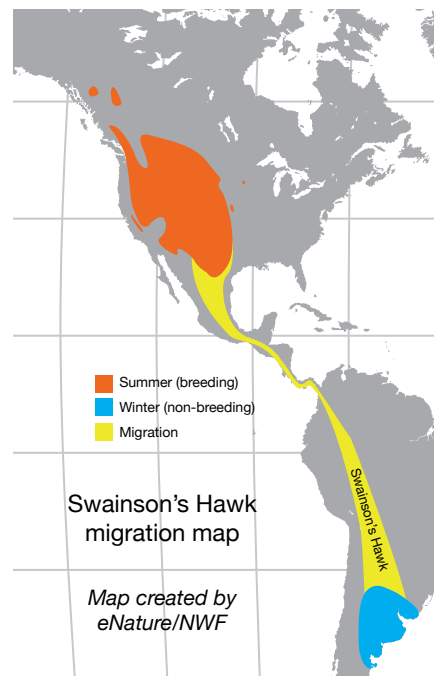 Summer (breeding)
Winter (non-breeding)
Migration
Swainson's Hawk
migration map
Swainson's Hawk
Map created by
eNature/NWF